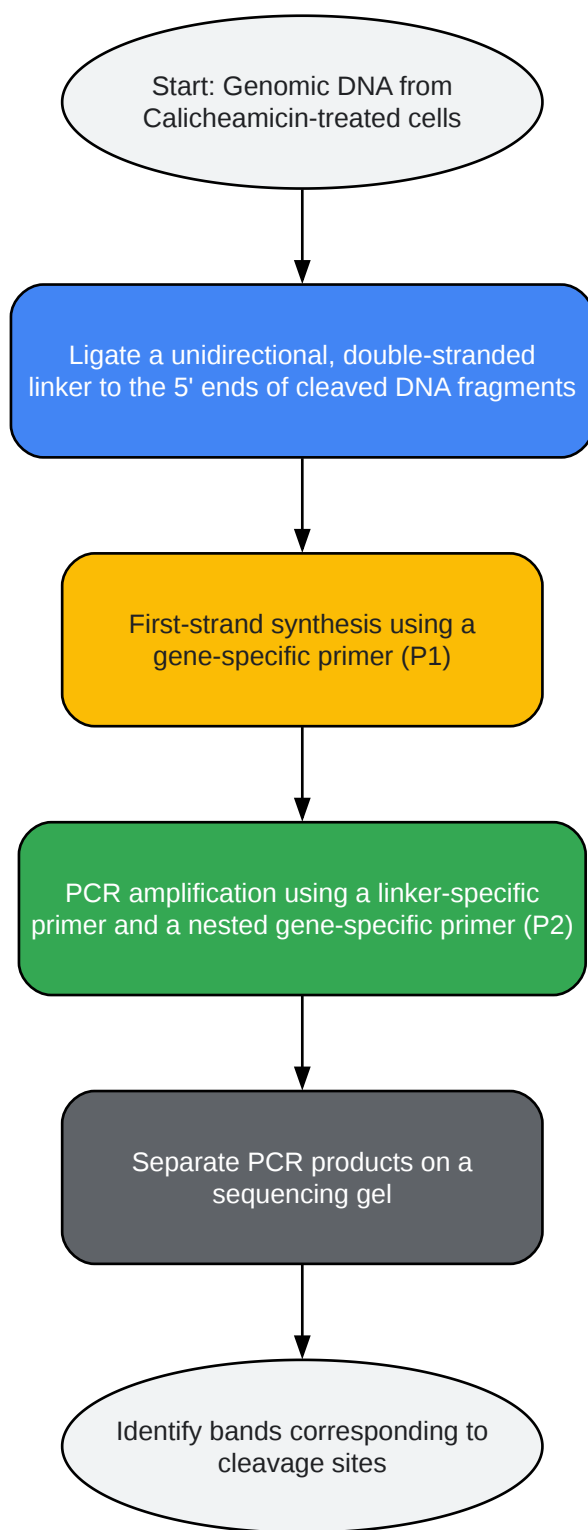 Start: Genomic DNA from
Calicheamicin-treated cells
Ligate a unidirectional, double-stranded
linker to the 5' ends of cleaved DNA fragments
First-strand synthesis using a
gene-specific primer (P1)
PCR amplification using a linker-specific
primer and a nested gene-specific primer (P2)
Separate PCR products on a
sequencing gel
Identify bands corresponding to
cleavage sites